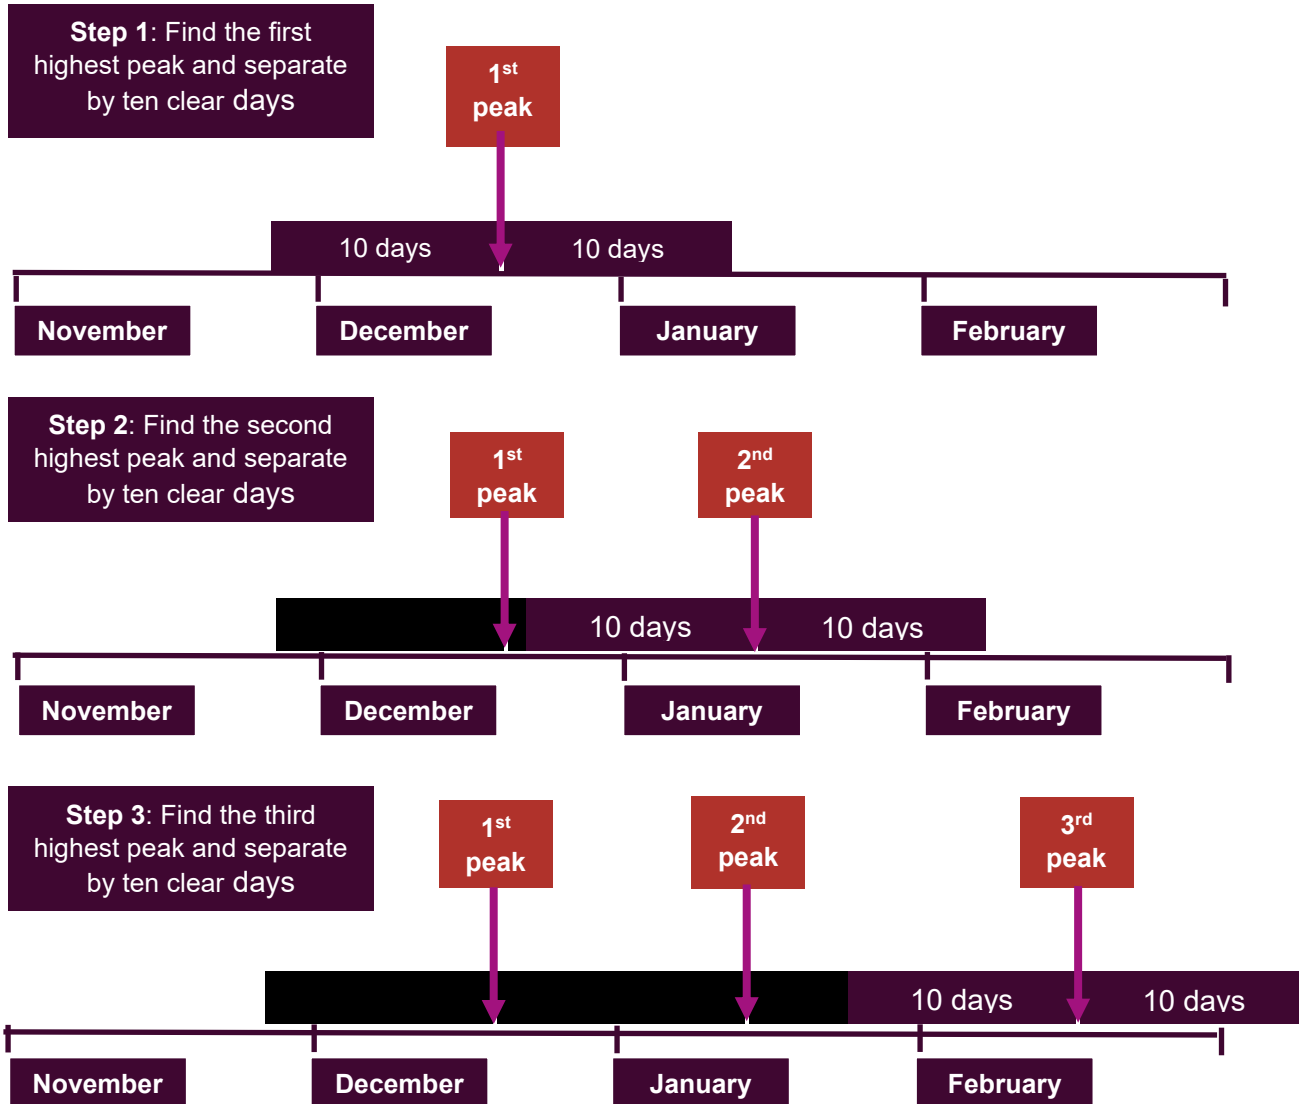 Step 1: Find the first
highest peak and separate
by ten clear days
1st
peak
10 days
10 days
November
December
January
February
Step 2: Find the second
highest peak and separate
by ten clear days
1st
peak
2nd
peak
10 days
10 days
November
December
January
February
Step 3: Find the third
highest peak and separate
by ten clear days
1st
peak
2nd
peak
3rd
peak
10 days
10 days
November
December
January
February